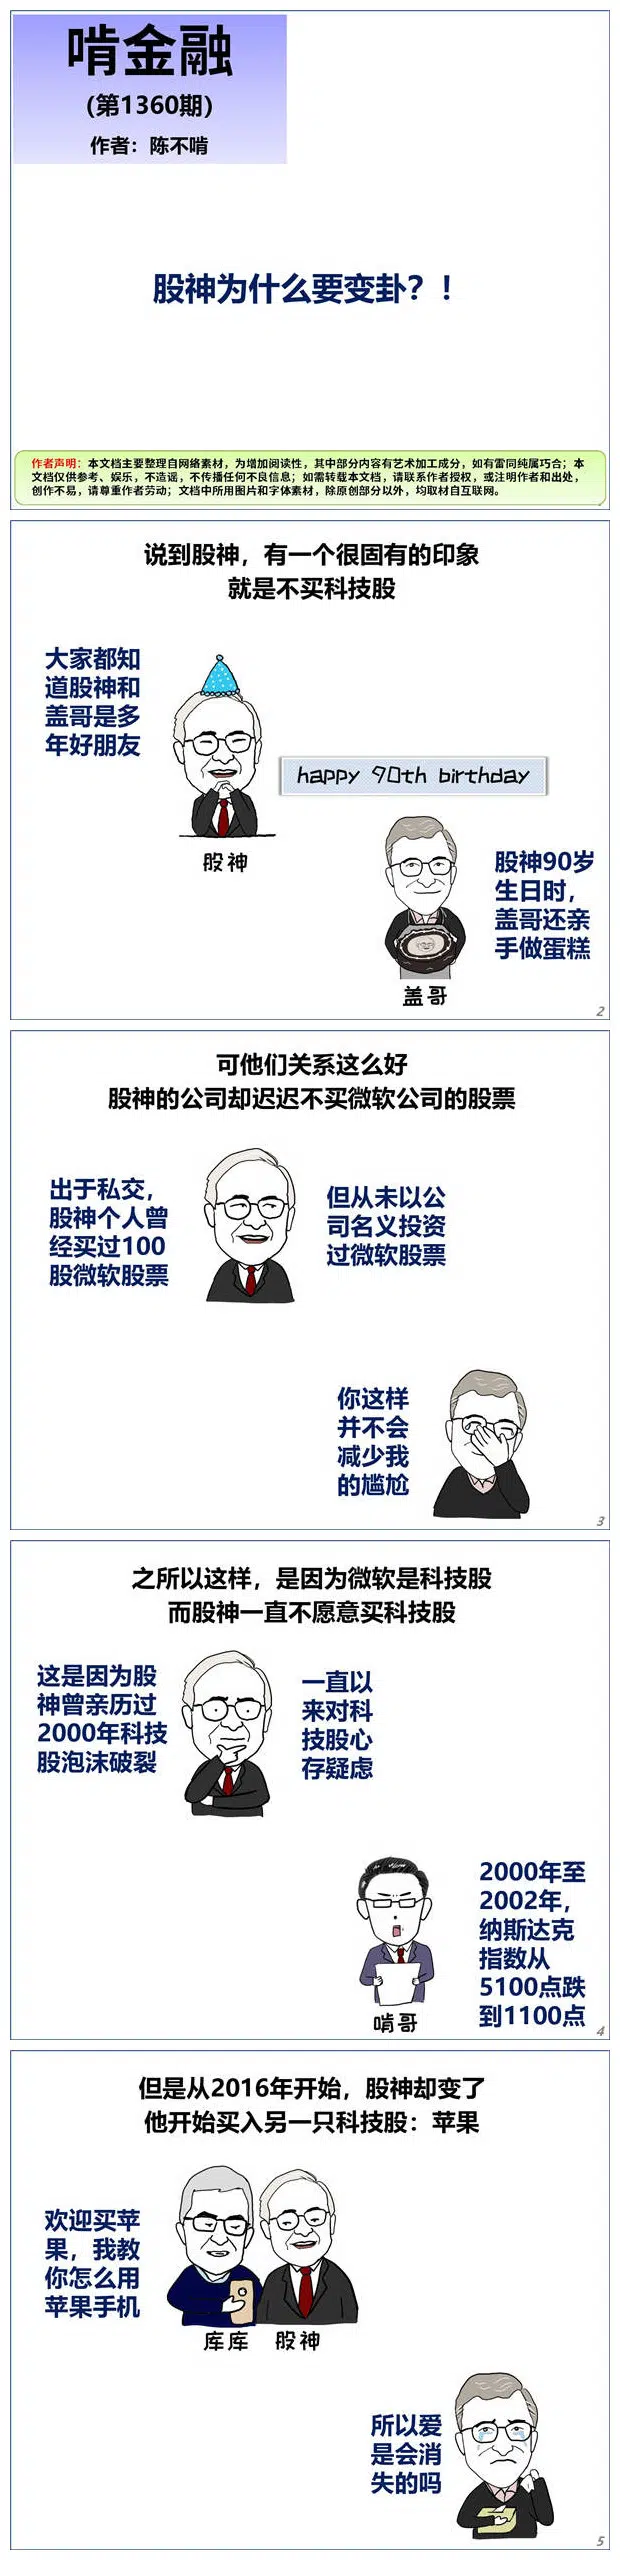 啃金融
(第1360期)
作者：陈不啃
股神为什么要变卦？！
作者声明：本文档主要整理自网络素材，为增加阅读性，其中部分内容有艺术加工成分，如有雷同纯属巧合；本
文档仅供参考、娱乐，不造谣，不传播任何不良信息；如需转载本文档，请联系作者授权，或注明作者和出处，
创作不易，请尊重作者劳动；文档中所用图片和字体素材，除原创部分以外，均取材自互联网。
说到股神，有一个很固有的印象
就是不买科技股
大家都知
道股神和
盖哥是多
年好朋友
happy 90th birthday
股神
股神90岁
生日时，
盖哥还亲
手做蛋糕
盖哥
2
可他们关系这么好
股神的公司却迟迟不买微软公司的股票
出于私交，
股神个人曾
经买过100
股微软股票
但从未以公
司名义投资
过微软股票
你这样
并不会
减少我
的尴尬
3
之所以这样，是因为微软是科技股
而股神一直不愿意买科技股
这是因为股
神曾亲历过
2000年科技
股泡沫破裂
一直以
来对科
技股心
存疑虑
2000年至
2002年，
纳斯达克
指数从
5100点跌
到1100点
啃哥
4
但是从2016年开始，股神却变了
他开始买入另一只科技股：苹果
欢迎买苹
果，我教
你怎么用
苹果手机
库库
股神
所以爱
是会消
失的吗
5